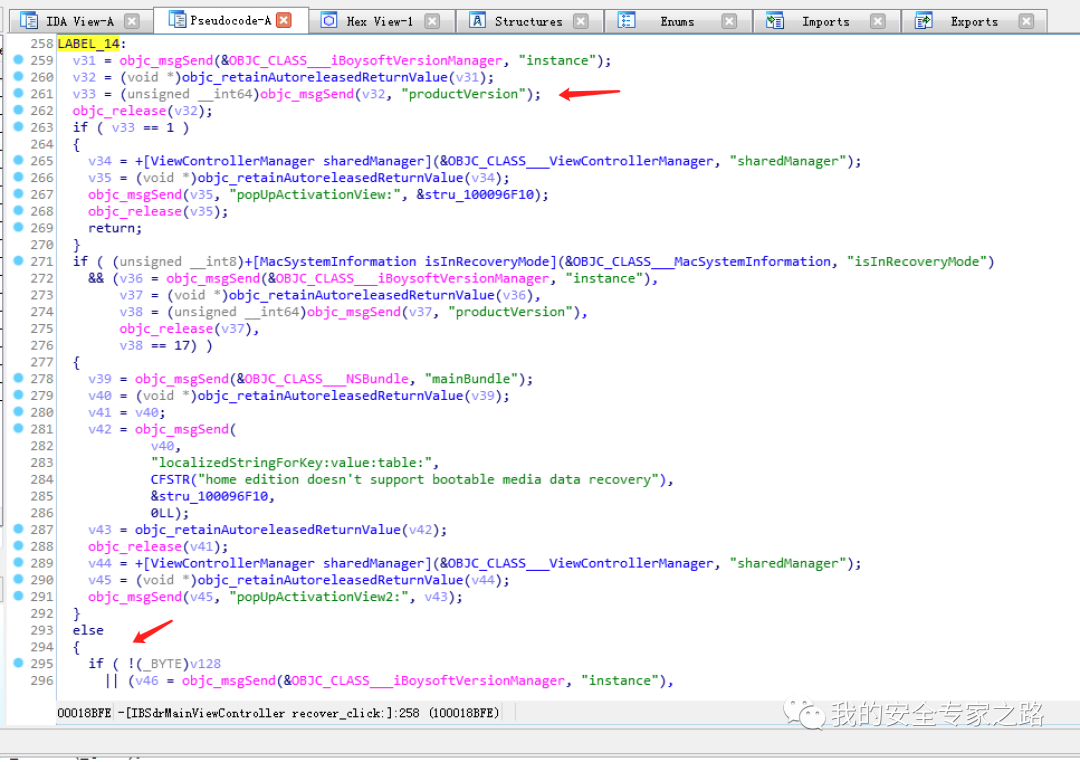 IDA View-A Pseudocode-A Hex View-1 Structures Enums Imports Exports
258 LABEL_14:
259 v31 = objc_msgSend(&OBJC_CLASS___iBoysoftVersionManager, "instance");
260 v32 = (void *)objc_retainAutoreleasedReturnValue(v31);
261 v33 = (unsigned __int64)objc_msgSend(v32, "productVersion");
262 objc_release(v32);
263 if ( v33 == 1 )
264 {
265 v34 = +[ViewControllerManager sharedManager](&OBJC_CLASS___ViewControllerManager, "sharedManager");
266 v35 = (void *)objc_retainAutoreleasedReturnValue(v34);
267 objc_msgSend(v35, "popUpActivationView:", &stru_100096F10);
268 objc_release(v35);
269 return;
270 }
271 if ( (unsigned __int8)+[MacSystemInformation isInRecoveryMode](&OBJC_CLASS___MacSystemInformation, "isInRecoveryMode")
272 && (v36 = objc_msgSend(&OBJC_CLASS___iBoysoftVersionManager, "instance"),
273 v37 = (void *)objc_retainAutoreleasedReturnValue(v36),
274 v38 = (unsigned __int64)objc_msgSend(v37, "productVersion"),
275 objc_release(v37),
276 v38 == 17) )
277 {
278 v39 = objc_msgSend(&OBJC_CLASS___NSBundle, "mainBundle");
279 v40 = (void *)objc_retainAutoreleasedReturnValue(v39);
280 v41 = v40;
281 v42 = objc_msgSend(
282 v40,
283 "localizedStringForKey:value:table:",
284 CFSTR("home edition doesn't support bootable media data recovery"),
285 &stru_100096F10,
286 0LL);
287 v43 = objc_retainAutoreleasedReturnValue(v42);
288 objc_release(v41);
289 v44 = +[ViewControllerManager sharedManager](&OBJC_CLASS___ViewControllerManager, "sharedManager");
290 v45 = (void *)objc_retainAutoreleasedReturnValue(v44);
291 objc_msgSend(v45, "popUpActivationView2:", v43);
292 }
293 else
294 {
295 if ( !(_BYTE)v128
296 || (v46 = objc_msgSend(&OBJC_CLASS___iBoysoftVersionManager, "instance"),
00018BFE -[IBSdrMainViewController recover_click:]:258 (100018BFE)
我的安全专家之路